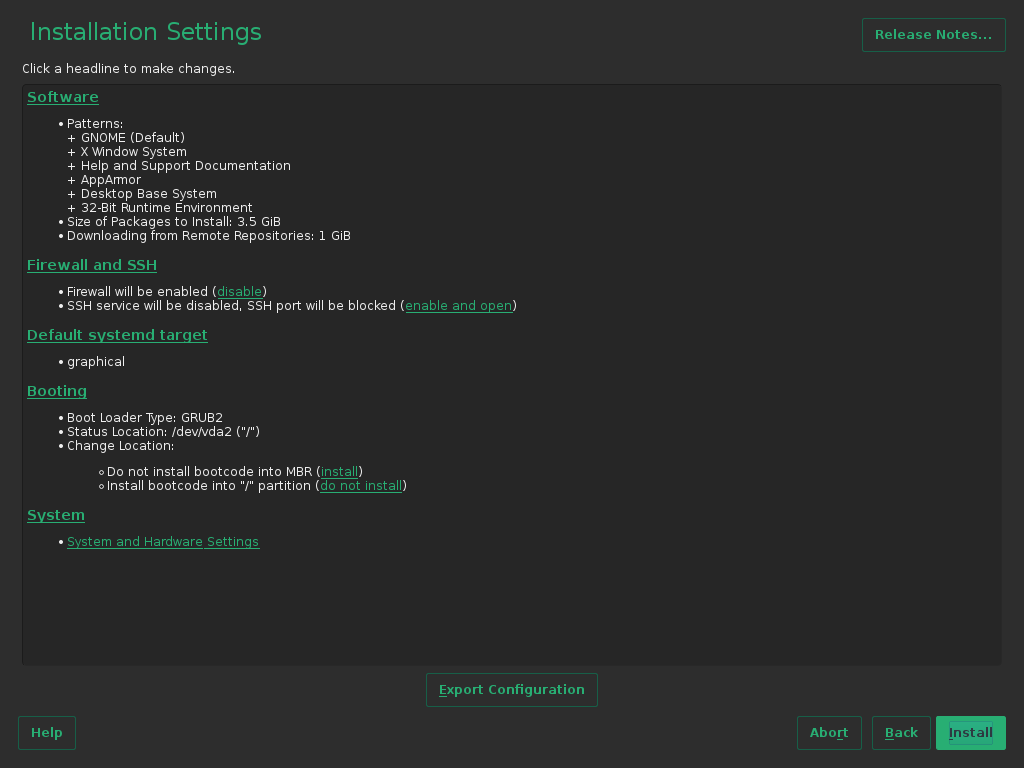 Installation Settings
Release Notes...
Click a headline to make changes.
Software
• Patterns:
+ GNOME (Default)
+ X Window System
+ Help and Support Documentation
+ AppArmor
+ Desktop Base System
+ 32-Bit Runtime Environment
• Size of Packages to Install: 3.5 GiB
• Downloading from Remote Repositories: 1 GiB
Firewall and SSH
• Firewall will be enabled (disable)
• SSH service will be disabled, SSH port will be blocked (enable and open)
Default systemd target
• graphical
Booting
• Boot Loader Type: GRUB2
• Status Location: /dev/vda2 ("/")
• Change Location:
◦ Do not install bootcode into MBR (install)
◦ Install bootcode into "/" partition (do not install)
System
• System and Hardware Settings
Export Configuration
Help
Abort
Back
Install